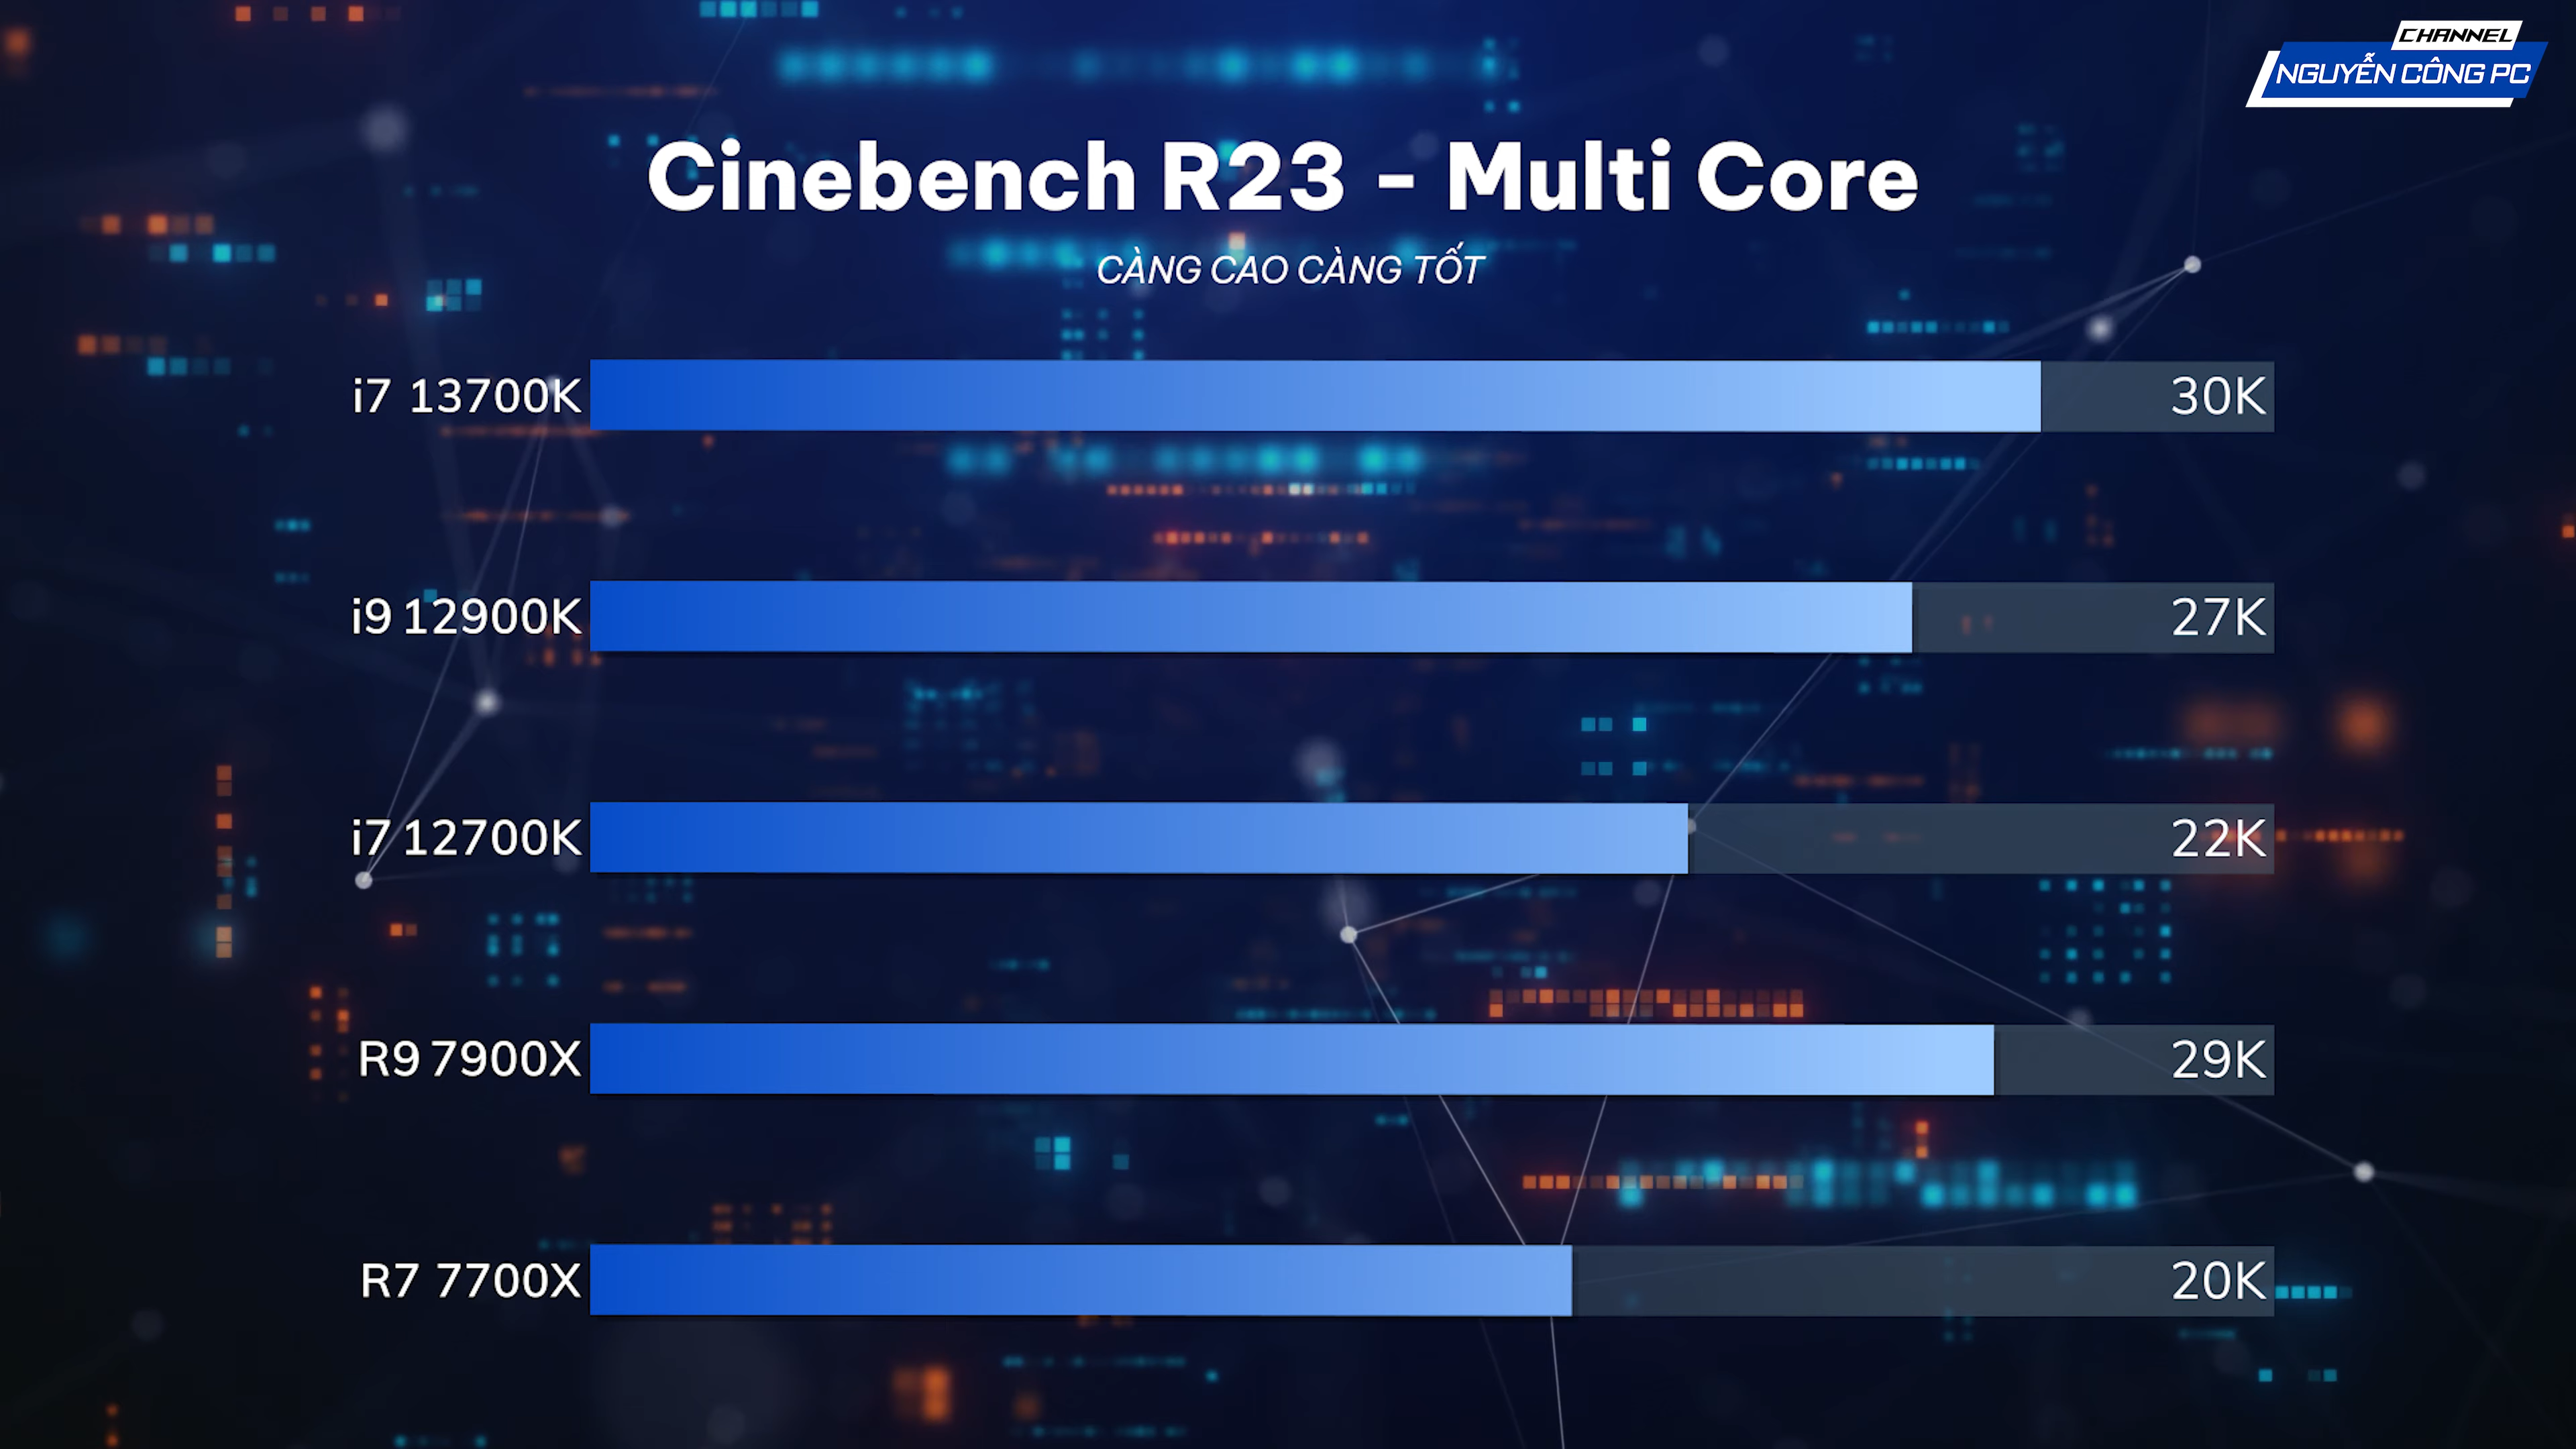 CHANNEL
NGUYỄN CÔNG PC
Cinebench R23 - Multi Core
CÀNG CAO CÀNG TỐT
i7 13700K 30K
i9 12900K 27K
i7 12700K 22K
R9 7900X 29K
R7 7700X 20K